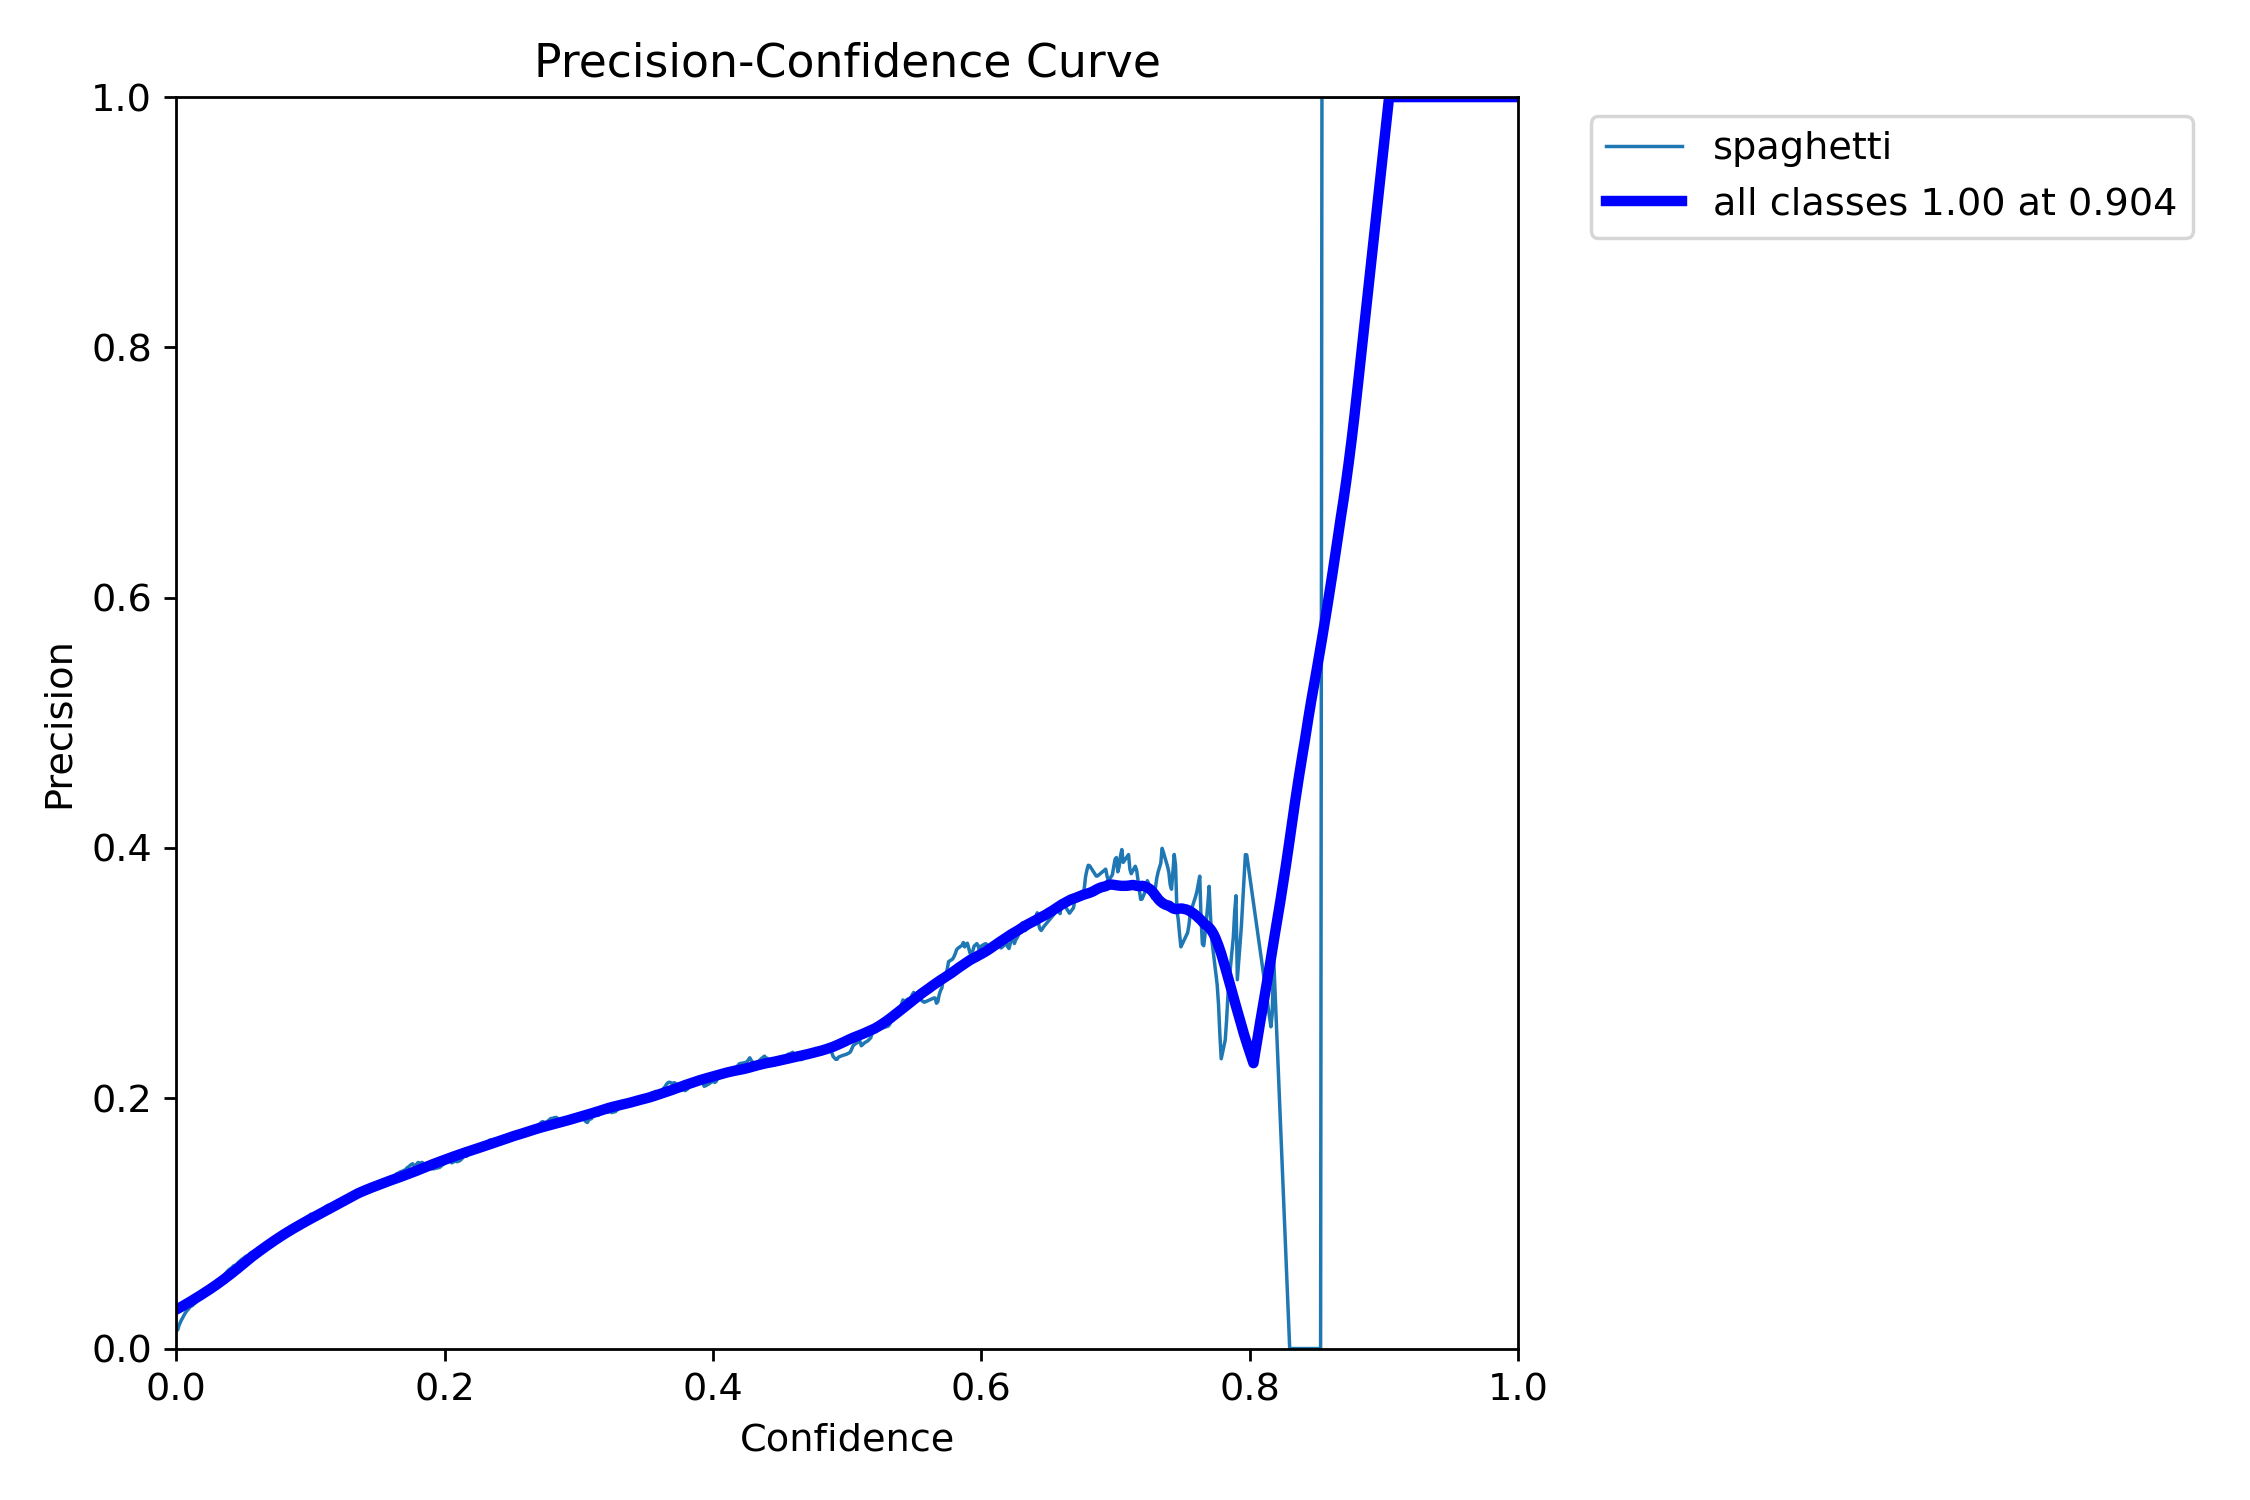 Precision-Confidence Curve
1.0
0.8
0.6
0.4
0.2
0.0
Precision
0.0 0.2 0.4 0.6 0.8 1.0
Confidence
spaghetti
all classes 1.00 at 0.904